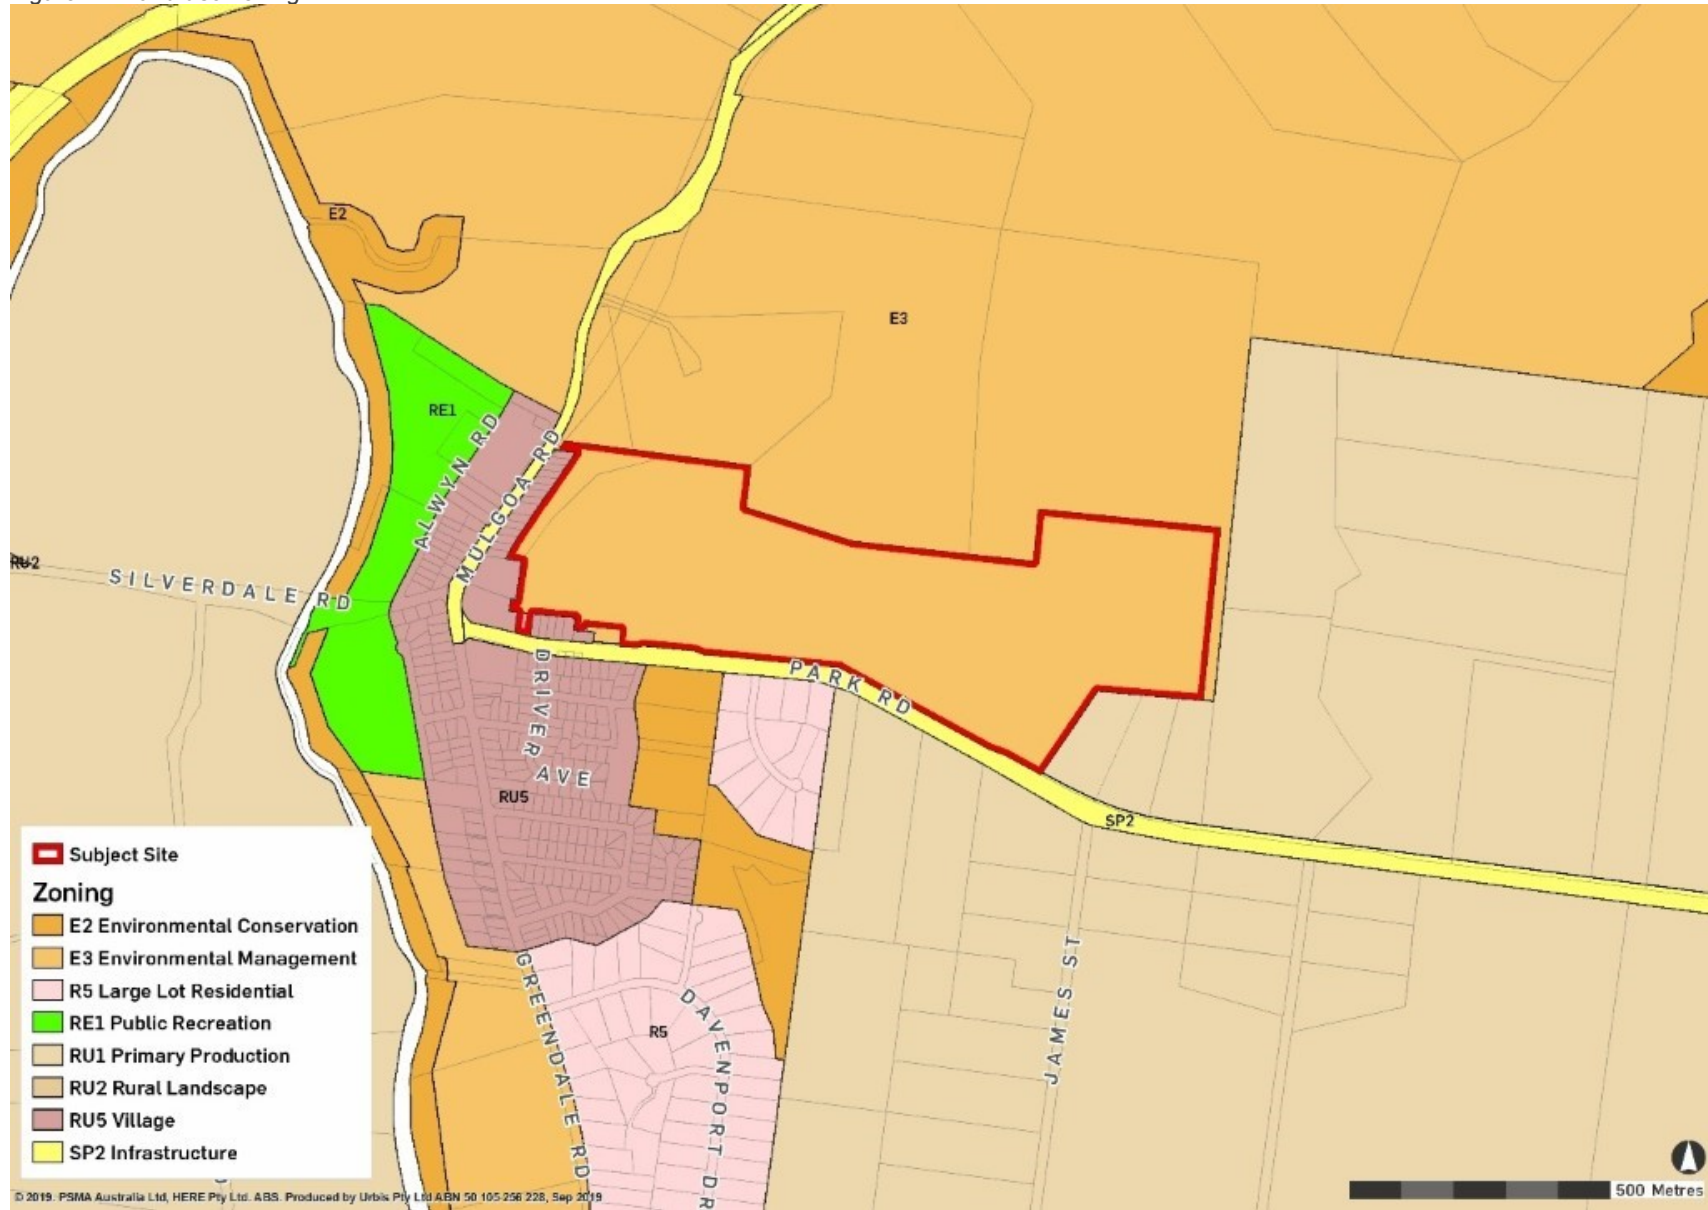 E2
E3
RE1
ALWYN RD
MULGOA RD
RU2
SILVERDALE RD
PARK RD
DRIVER AVE
RU5
SP2
Subject Site
Zoning
E2 Environmental Conservation
E3 Environmental Management
R5 Large Lot Residential
RE1 Public Recreation
RU1 Primary Production
RU2 Rural Landscape
RU5 Village
SP2 Infrastructure
GREENDALE RD
R5
DAVENPORT DR
JAMES ST
© 2019. PSMA Australia Ltd, HERE Pty Ltd. ABS. Produced by Urbis Pty Ltd ABN 50 105 256 228, Sep 2019
500 Metres